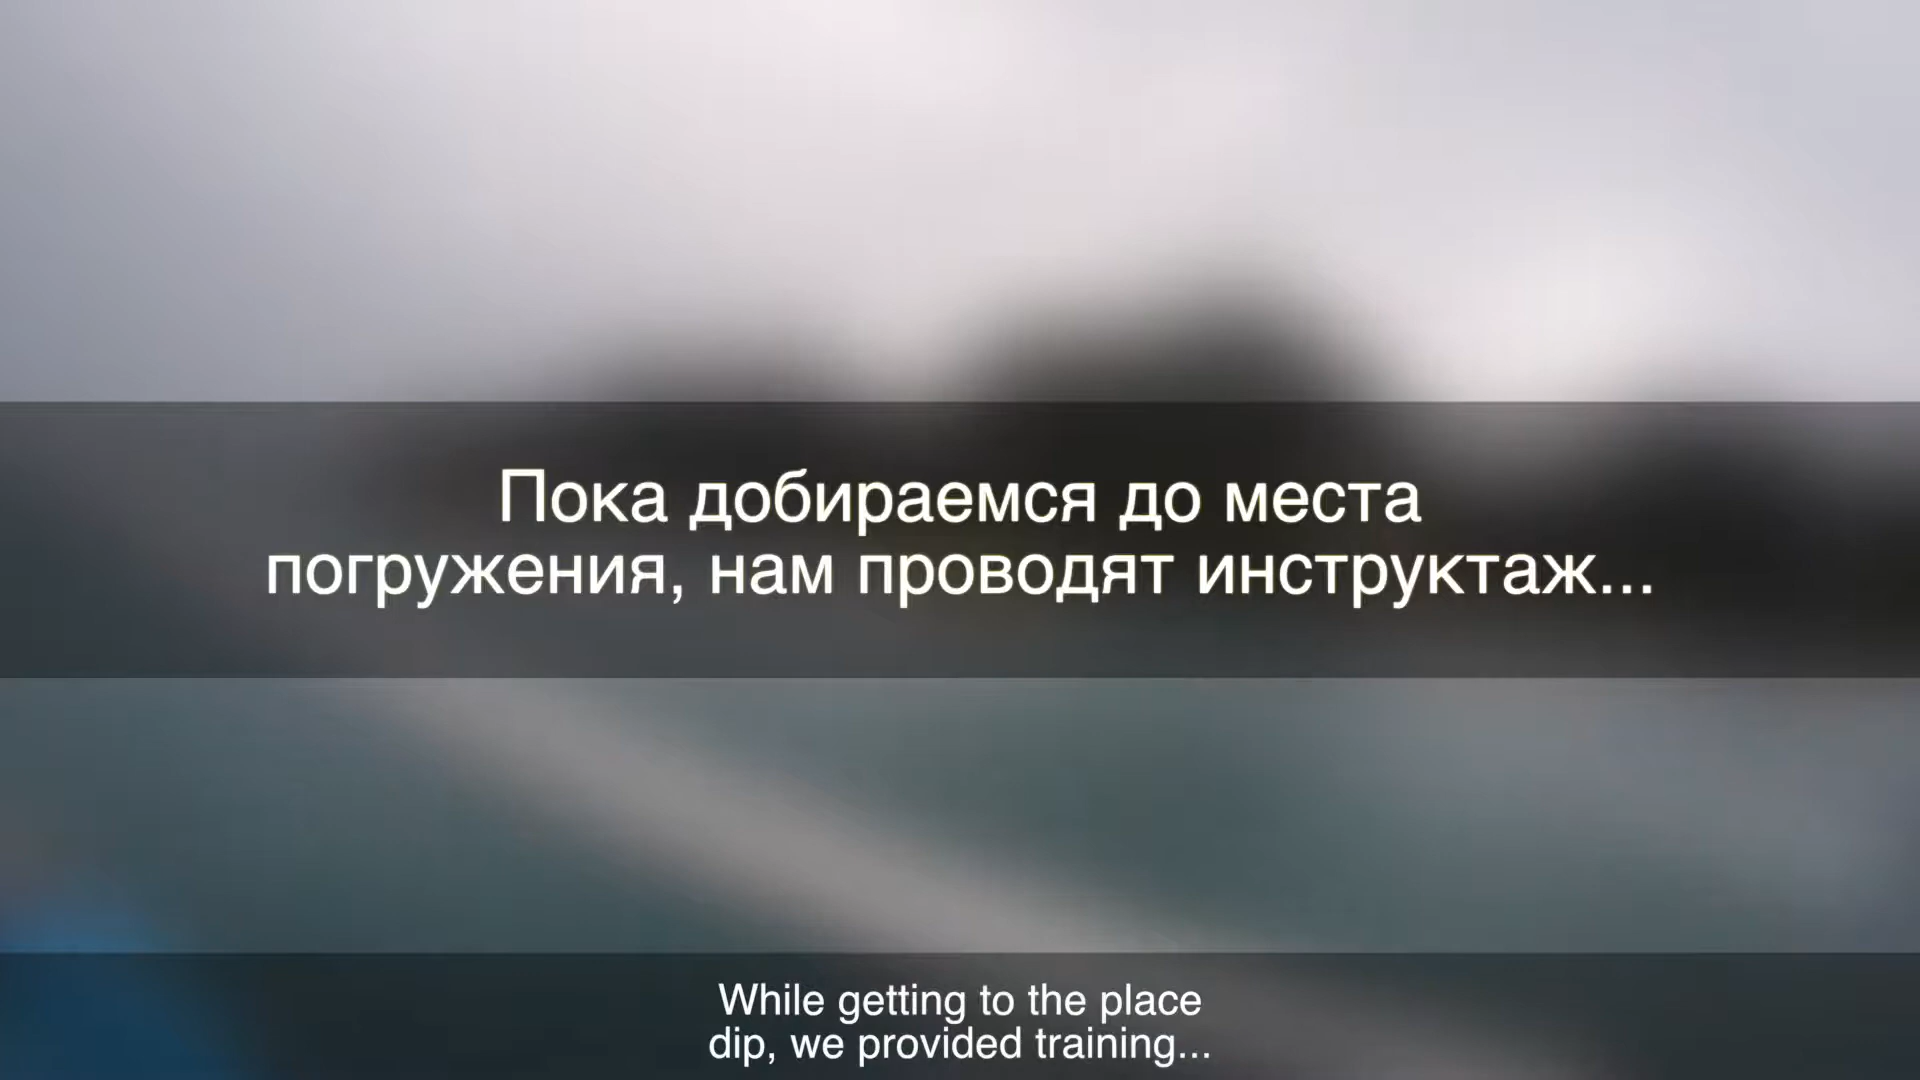 Пока добираемся до места
погружения, нам проводят инструктаж...
While getting to the place
dip, we provided training...